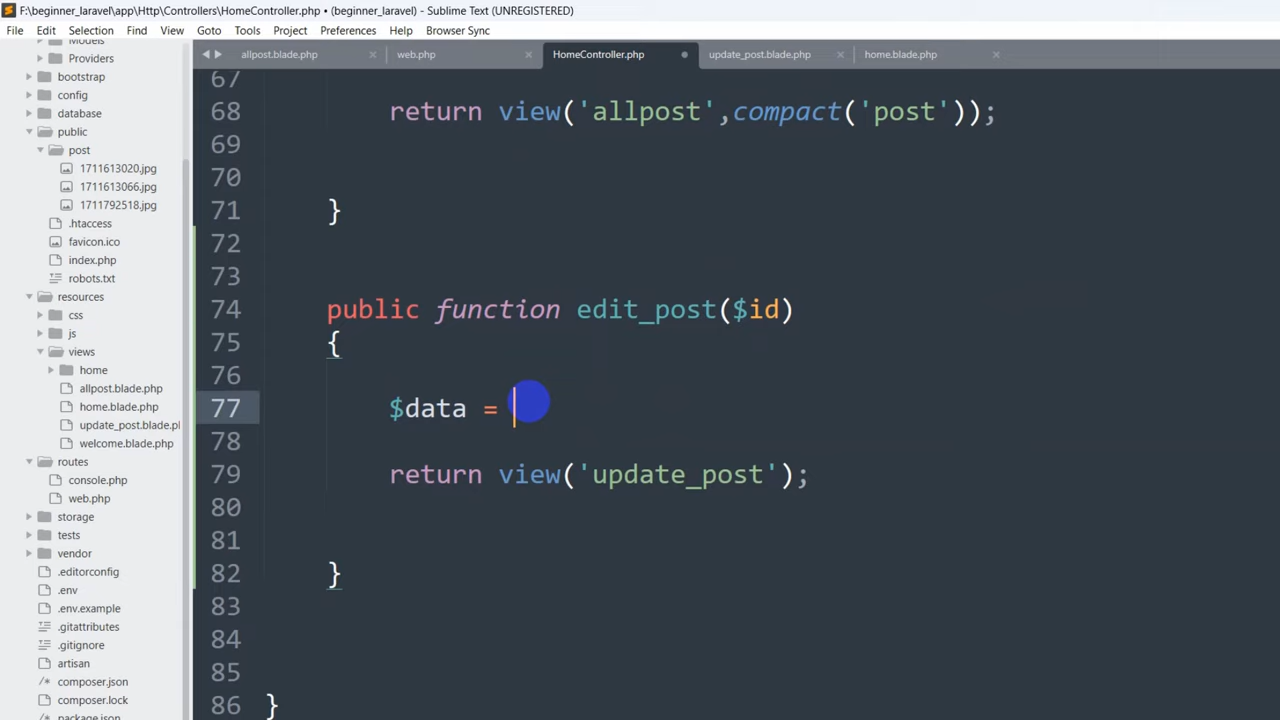 F:\beginner_laravel\app\Http\Controllers\HomeController.php • (beginner_laravel) - Sublime Text (UNREGISTERED)
File Edit Selection Find View Goto Tools Project Preferences Help Browser Sync
allpost.blade.php web.php HomeController.php update_post.blade.php home.blade.php
Models
Providers
bootstrap
config
database
public
post
1711613020.jpg
1711613066.jpg
1711792518.jpg
.htaccess
favicon.ico
index.php
robots.txt
resources
css
js
views
home
allpost.blade.php
home.blade.php
update_post.blade.pl
welcome.blade.php
routes
console.php
web.php
storage
tests
vendor
.editorconfig
.env
.env.example
.gitattributes
.gitignore
artisan
composer.json
composer.lock
package.json
67
68 return view('allpost',compact('post'));
69
70
71 }
72
73
74 public function edit_post($id)
75 {
76
77 $data =
78
79 return view('update_post');
80
81
82 }
83
84
85
86 }